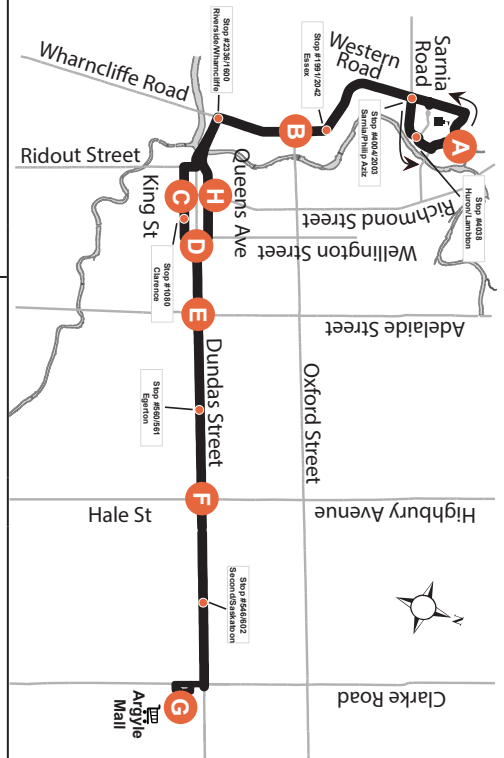 Sarnia
Road
Western
Road
Stop #1991/2042
Essex
Stop #2336/1600
Riverside/Wharncliffe
Wharncliffe Road
Stop #4004/2003
Sarnia/Philip Aziz
Stop #4038
Huron/Lambton
A
B
Ridout Street
Queens Ave
King St
C
H
D
Richmond Street
Wellington Street
Stop #1080
Clarence
E
Adelaide Street
Dundas Street
Oxford Street
Stop #560/561
Egerton
F
Hale St
Highbury Avenue
Stop #546/602
Second/Saskatoon
N
Clarke Road
G
Argyle
Mall